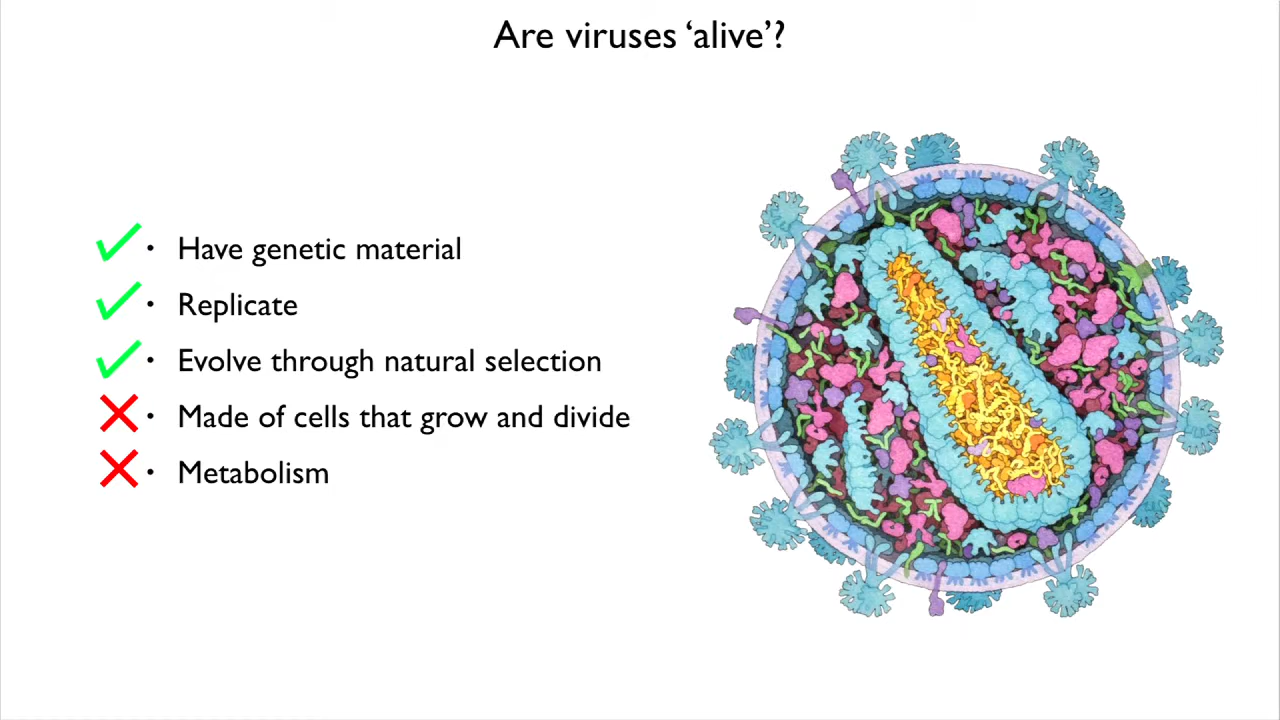 Are viruses ‘alive’?
• Have genetic material
• Replicate
• Evolve through natural selection
• Made of cells that grow and divide
• Metabolism